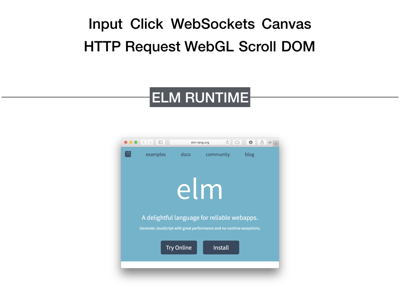 Input Click WebSockets Canvas
HTTP Request WebGL Scroll DOM
ELM RUNTIME
elm-lang.org
examples docs community blog
elm
A delightful language for reliable webapps.
Generate JavaScript with great performance and no runtime exceptions.
Try Online Install